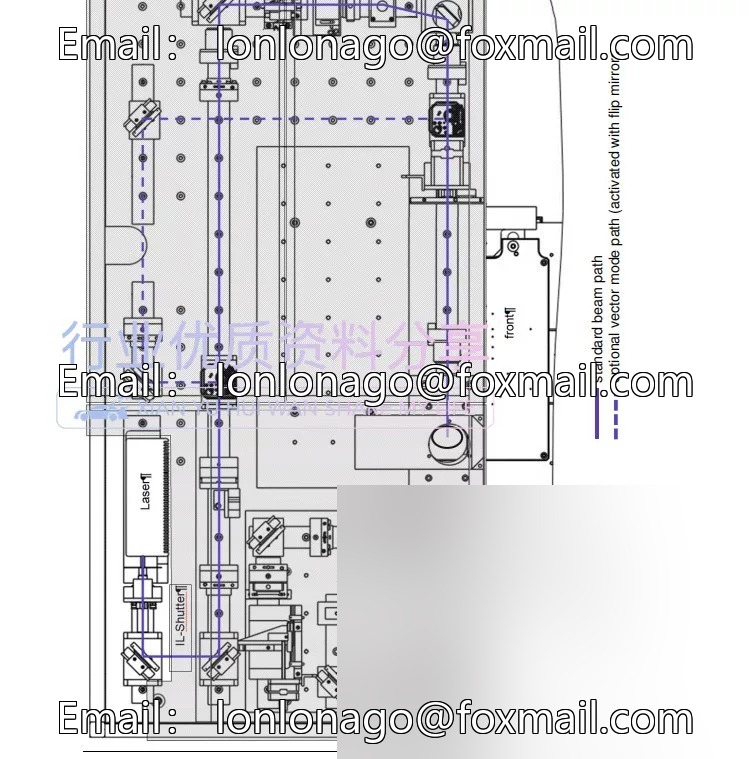 Email： lonlonago@foxmail.com
standard beam path
optional vector mode path (activated with flip mirror
front¶
行业优质资料分享
Email： lonlonago@foxmail.com
Laser¶
IL-Shutter¶
Email： lonlonago@foxmail.com